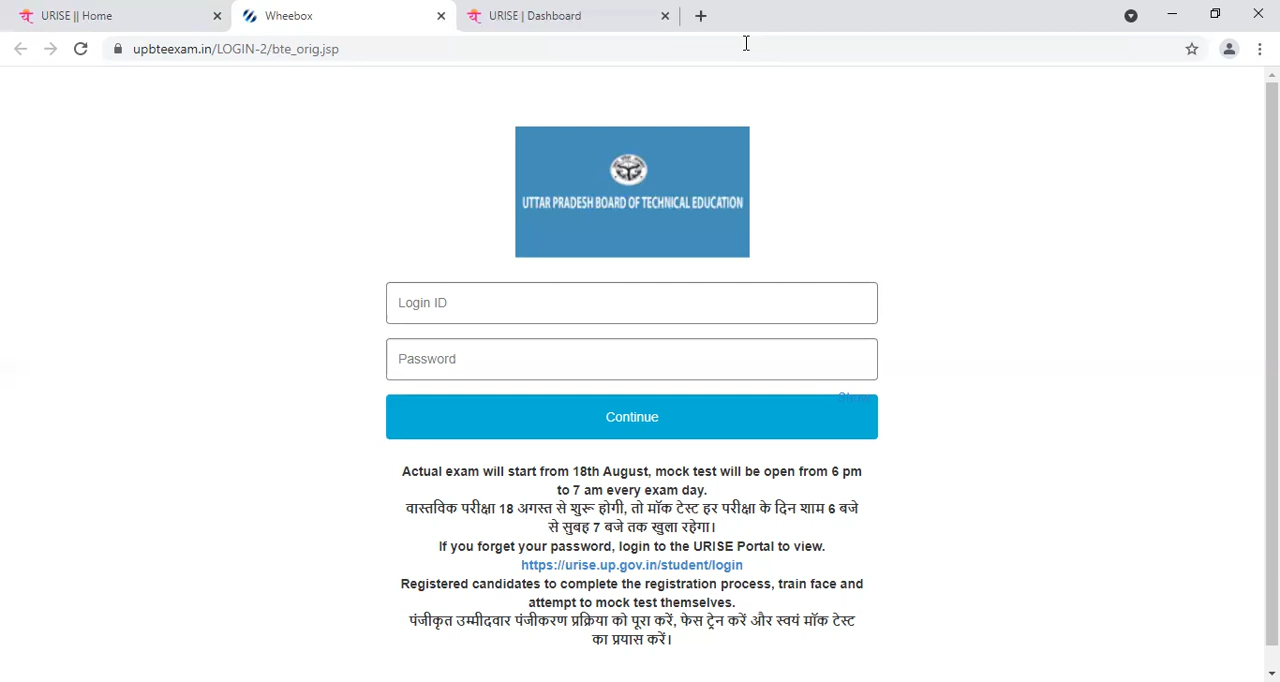 URISE || Home
Wheebox
URISE | Dashboard
upbteexam.in/LOGIN-2/bte_orig.jsp
UTTAR PRADESH BOARD OF TECHNICAL EDUCATION
Login ID
Password
Show
Continue
Actual exam will start from 18th August, mock test will be open from 6 pm
to 7 am every exam day.
वास्तविक परीक्षा 18 अगस्त से शुरू होगी, तो मॉक टेस्ट हर परीक्षा के दिन शाम 6 बजे
से सुबह 7 बजे तक खुला रहेगा।
If you forget your password, login to the URISE Portal to view.
https://urise.up.gov.in/student/login
Registered candidates to complete the registration process, train face and
attempt to mock test themselves.
पंजीकृत उम्मीदवार पंजीकरण प्रक्रिया को पूरा करें, फेस ट्रेन करें और स्वयं मॉक टेस्ट
का प्रयास करें।